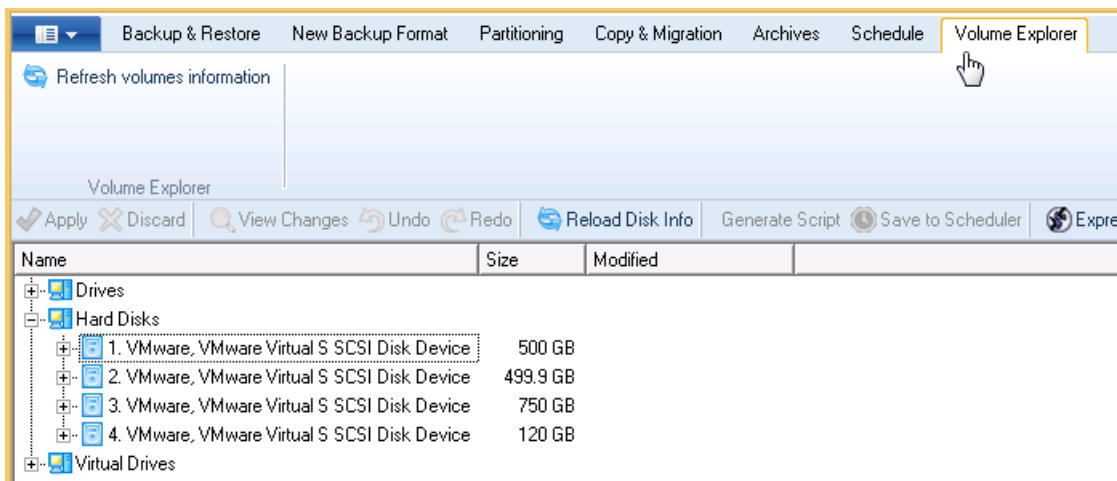 Backup & Restore New Backup Format Partitioning Copy & Migration Archives Schedule Volume Explorer
Refresh volumes information
Volume Explorer
Apply Discard View Changes Undo Redo Reload Disk Info Generate Script Save to Scheduler Expre
Name Size Modified
Drives
Hard Disks
1. VMware, VMware Virtual S SCSI Disk Device 500 GB
2. VMware, VMware Virtual S SCSI Disk Device 499.9 GB
3. VMware, VMware Virtual S SCSI Disk Device 750 GB
4. VMware, VMware Virtual S SCSI Disk Device 120 GB
Virtual Drives